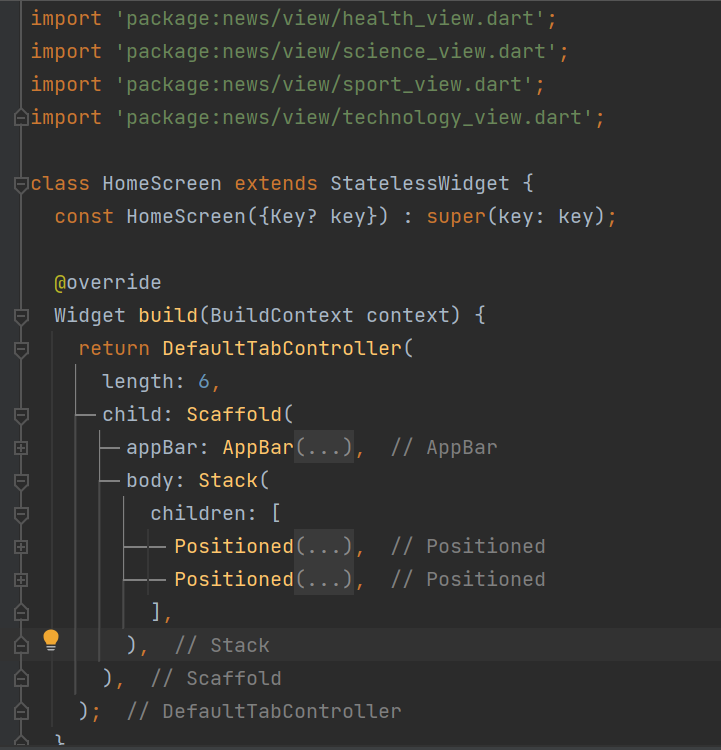 import 'package:news/view/health_view.dart';
import 'package:news/view/science_view.dart';
import 'package:news/view/sport_view.dart';
import 'package:news/view/technology_view.dart';
class HomeScreen extends StatelessWidget {
const HomeScreen({Key? key}) : super(key: key);
@override
Widget build(BuildContext context) {
return DefaultTabController(
length: 6,
child: Scaffold(
appBar: AppBar(...), // AppBar
body: Stack(
children: [
Positioned(...), // Positioned
Positioned(...), // Positioned
],
), // Stack
), // Scaffold
); // DefaultTabController
}